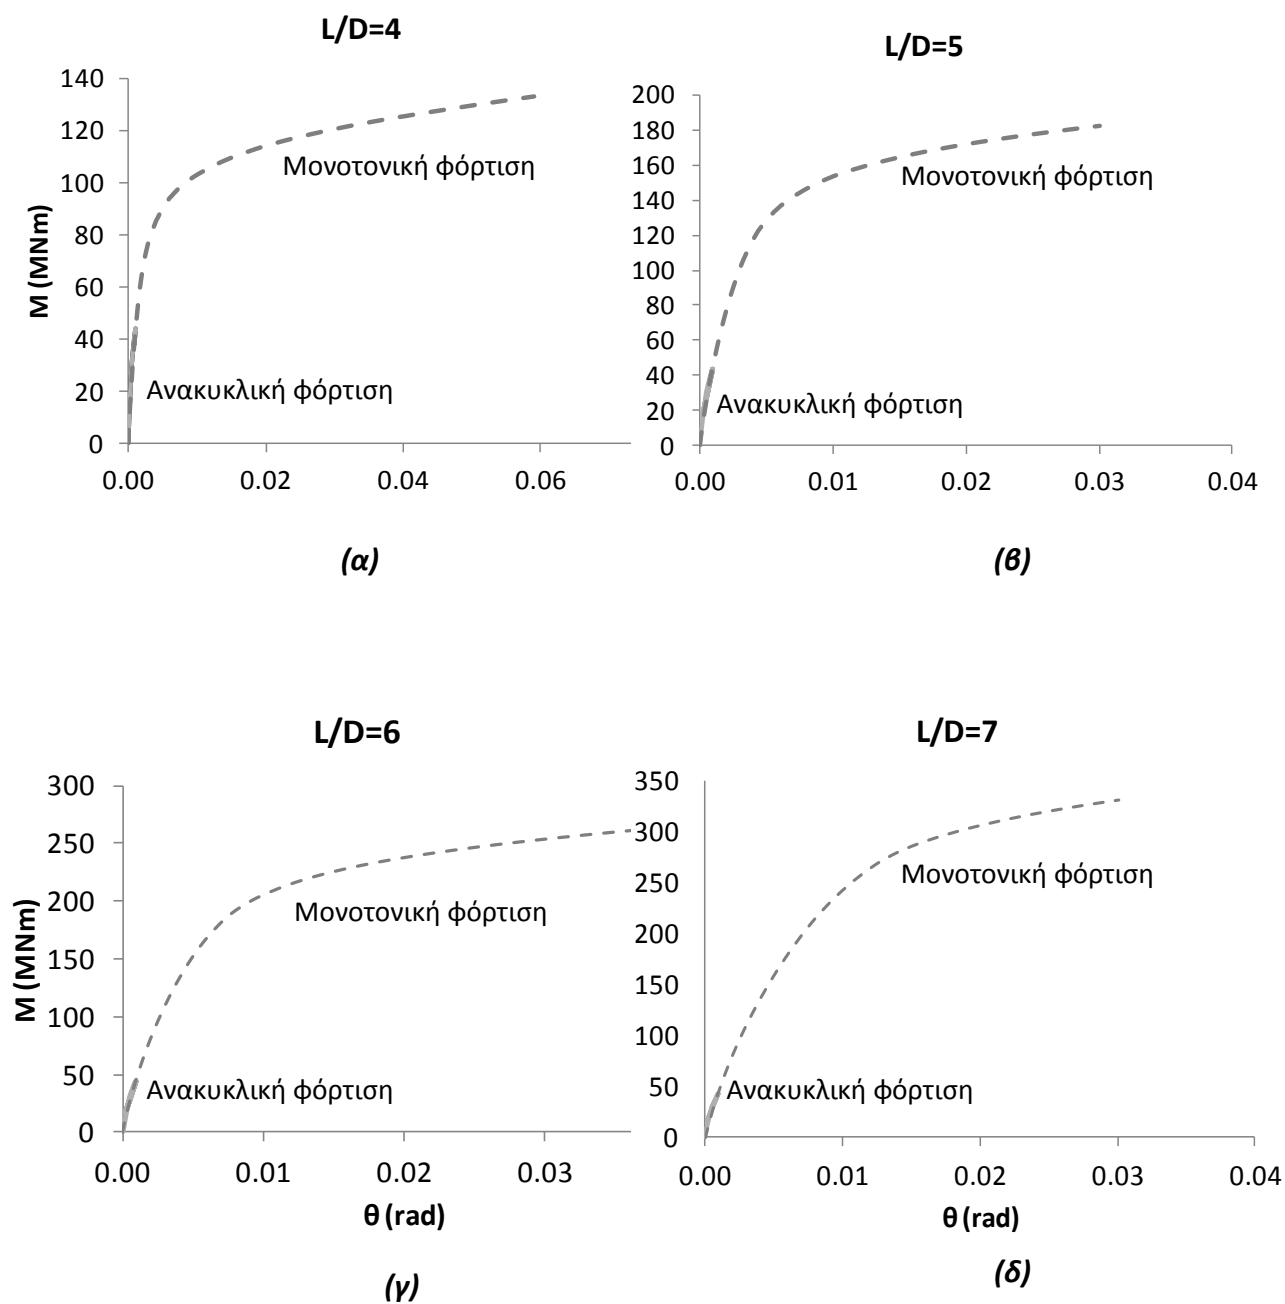 L/D=4
140
120
100
80
60
40
20
0
M (MNm)
0.00 0.02 0.04 0.06
Μονοτονική φόρτιση
Ανακυκλική φόρτιση
(α)
L/D=5
200
180
160
140
120
100
80
60
40
20
0
0.00 0.01 0.02 0.03 0.04
Μονοτονική φόρτιση
Ανακυκλική φόρτιση
(β)
L/D=6
300
250
200
150
100
50
0
M (MNm)
0.00 0.01 0.02 0.03
θ (rad)
Μονοτονική φόρτιση
Ανακυκλική φόρτιση
(γ)
L/D=7
350
300
250
200
150
100
50
0
0.00 0.01 0.02 0.03 0.04
θ (rad)
Μονοτονική φόρτιση
Ανακυκλική φόρτιση
(δ)